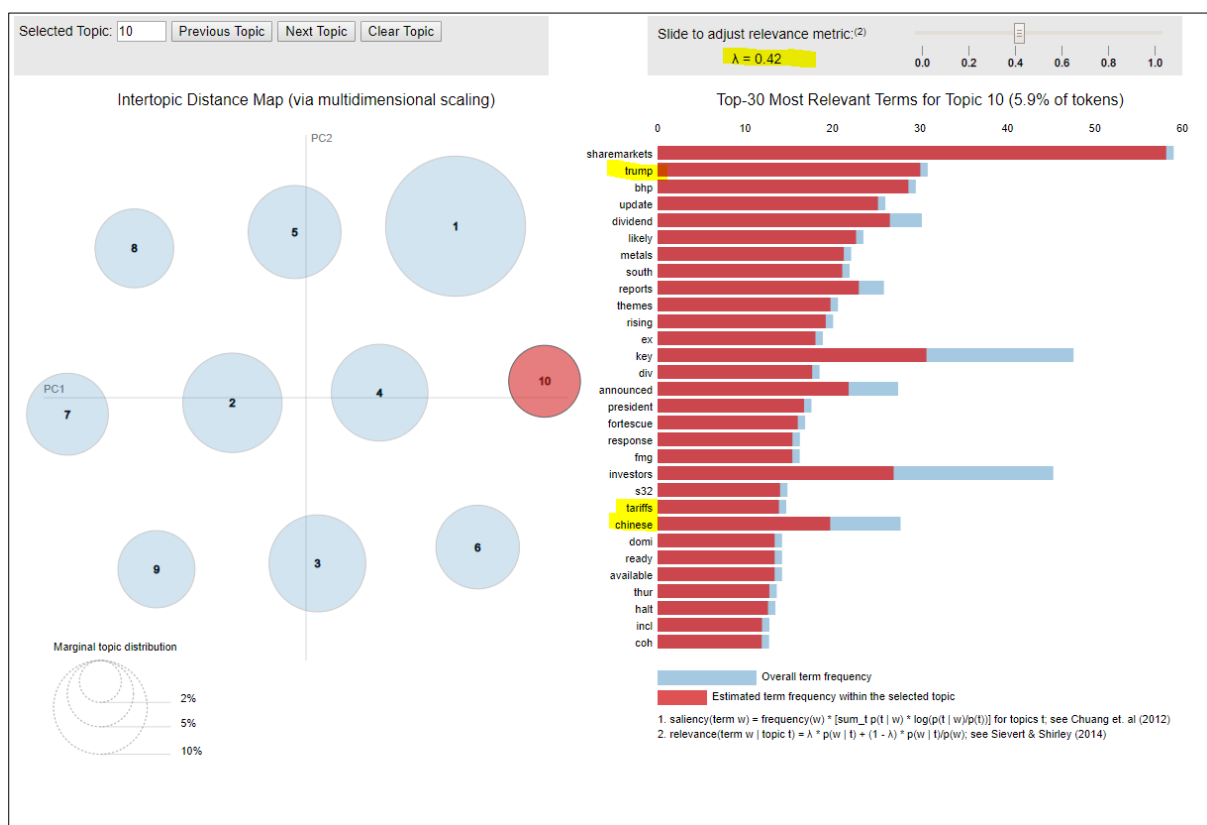 Selected Topic: 10 Previous Topic Next Topic Clear Topic
Slide to adjust relevance metric:(2)
λ = 0.42
0.0 0.2 0.4 0.6 0.8 1.0
Intertopic Distance Map (via multidimensional scaling)
PC2
PC1
8
5
1
7
2
4
10
9
3
6
Marginal topic distribution
2%
5%
10%
Top-30 Most Relevant Terms for Topic 10 (5.9% of tokens)
0 10 20 30 40 50 60
sharemarkets
trump
bhp
update
dividend
likely
metals
south
reports
themes
rising
ex
key
div
announced
president
fortescue
response
fmg
investors
s32
tariffs
chinese
domi
ready
available
thur
halt
incl
coh
Overall term frequency
Estimated term frequency within the selected topic
1. saliency(term w) = frequency(w) * [sum_t p(t | w) * log(p(t | w)/p(t))] for topics t; see Chuang et. al (2012)
2. relevance(term w | topic t) = λ * p(w | t) + (1 - λ) * p(w | t)/p(w); see Sievert & Shirley (2014)